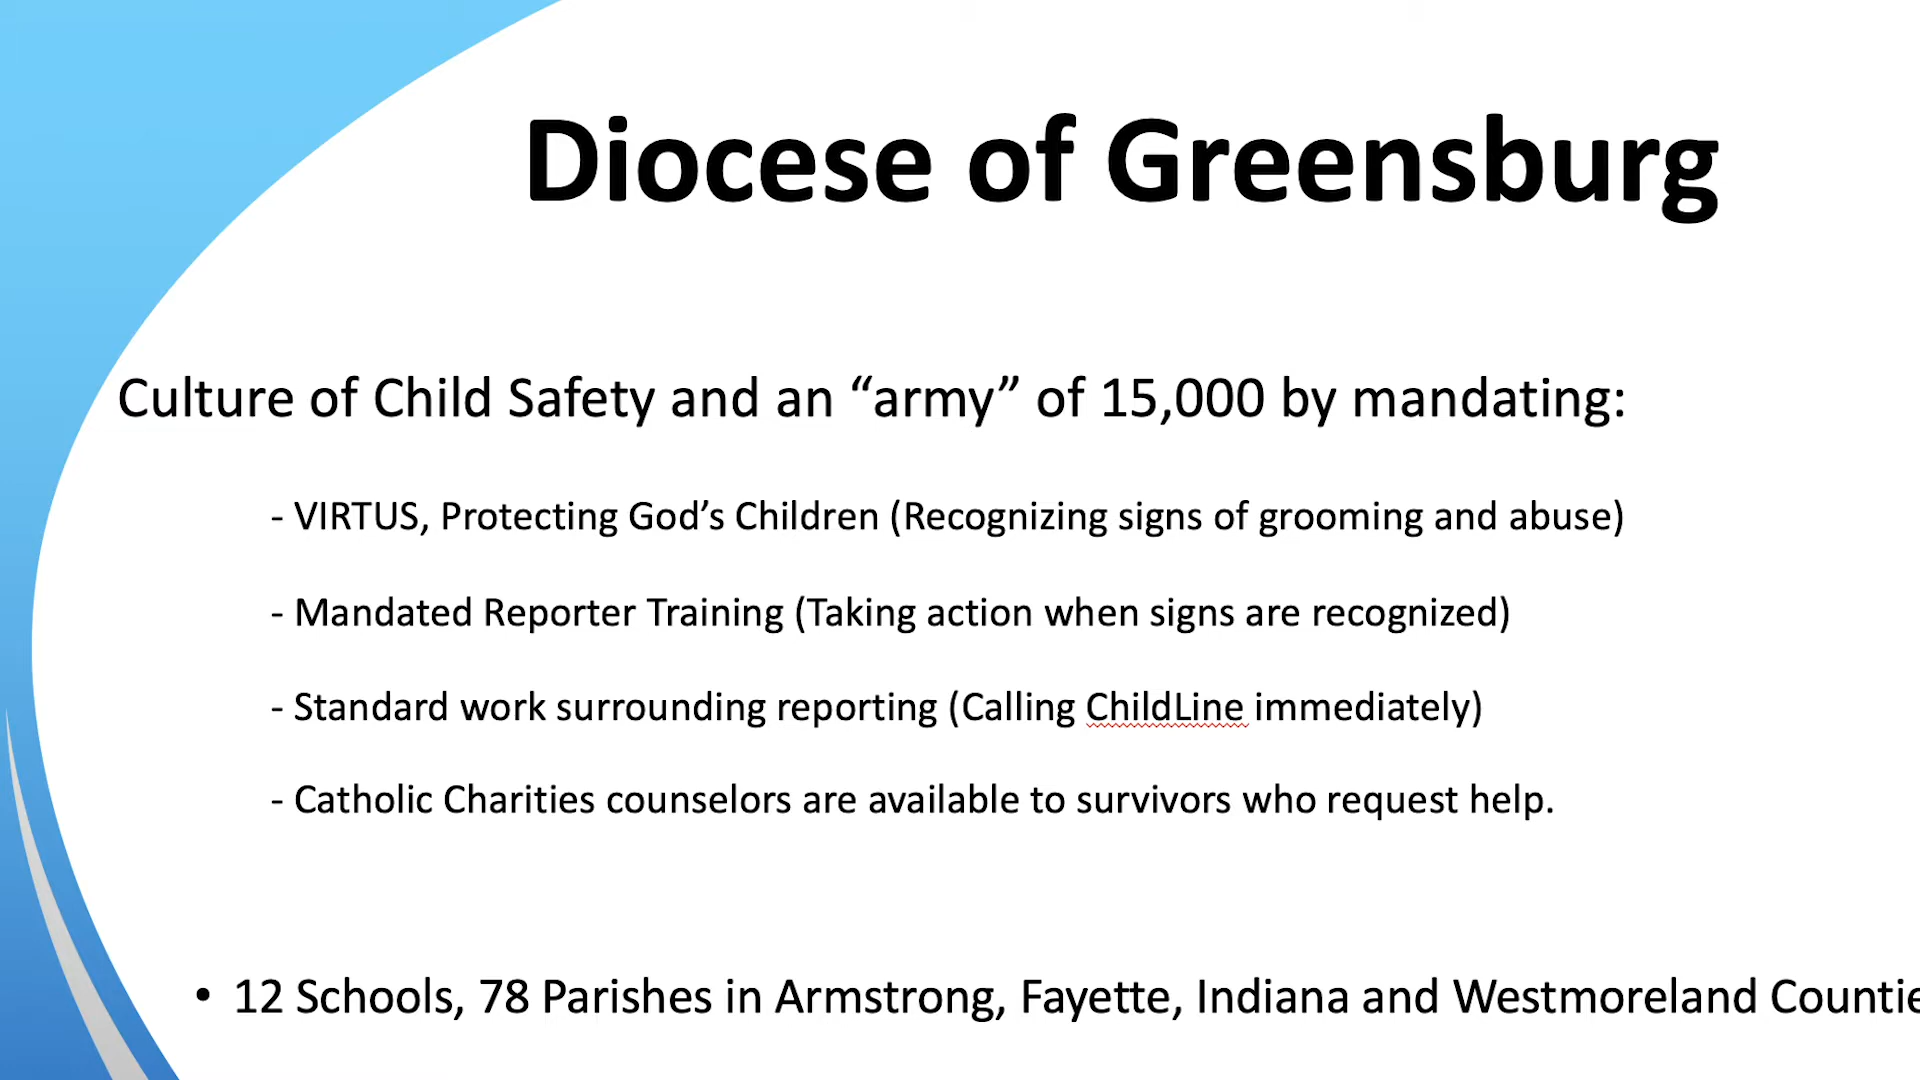 Diocese of Greensburg
Culture of Child Safety and an “army” of 15,000 by mandating:
- VIRTUS, Protecting God’s Children (Recognizing signs of grooming and abuse)
- Mandated Reporter Training (Taking action when signs are recognized)
- Standard work surrounding reporting (Calling ChildLine immediately)
- Catholic Charities counselors are available to survivors who request help.
• 12 Schools, 78 Parishes in Armstrong, Fayette, Indiana and Westmoreland Countie